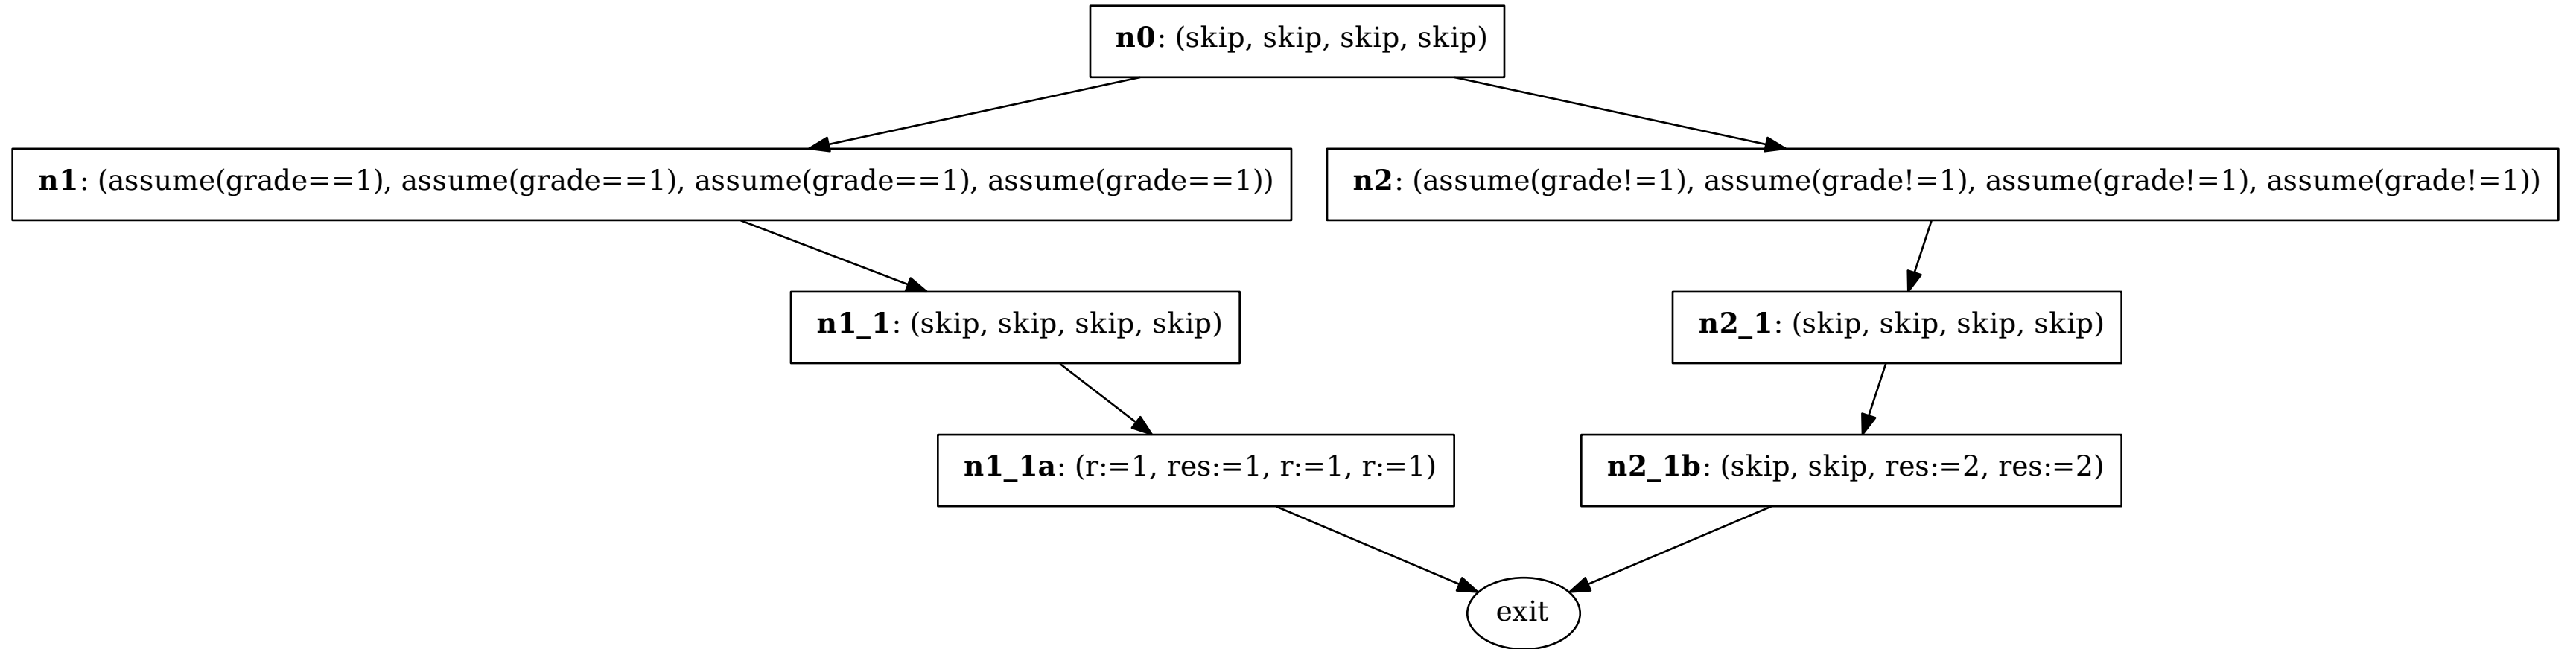 n0: (skip, skip, skip, skip)
n1: (assume(grade==1), assume(grade==1), assume(grade==1), assume(grade==1))
n2: (assume(grade!=1), assume(grade!=1), assume(grade!=1), assume(grade!=1))
n1_1: (skip, skip, skip, skip)
n2_1: (skip, skip, skip, skip)
n1_1a: (r:=1, res:=1, r:=1, r:=1)
n2_1b: (skip, skip, res:=2, res:=2)
exit